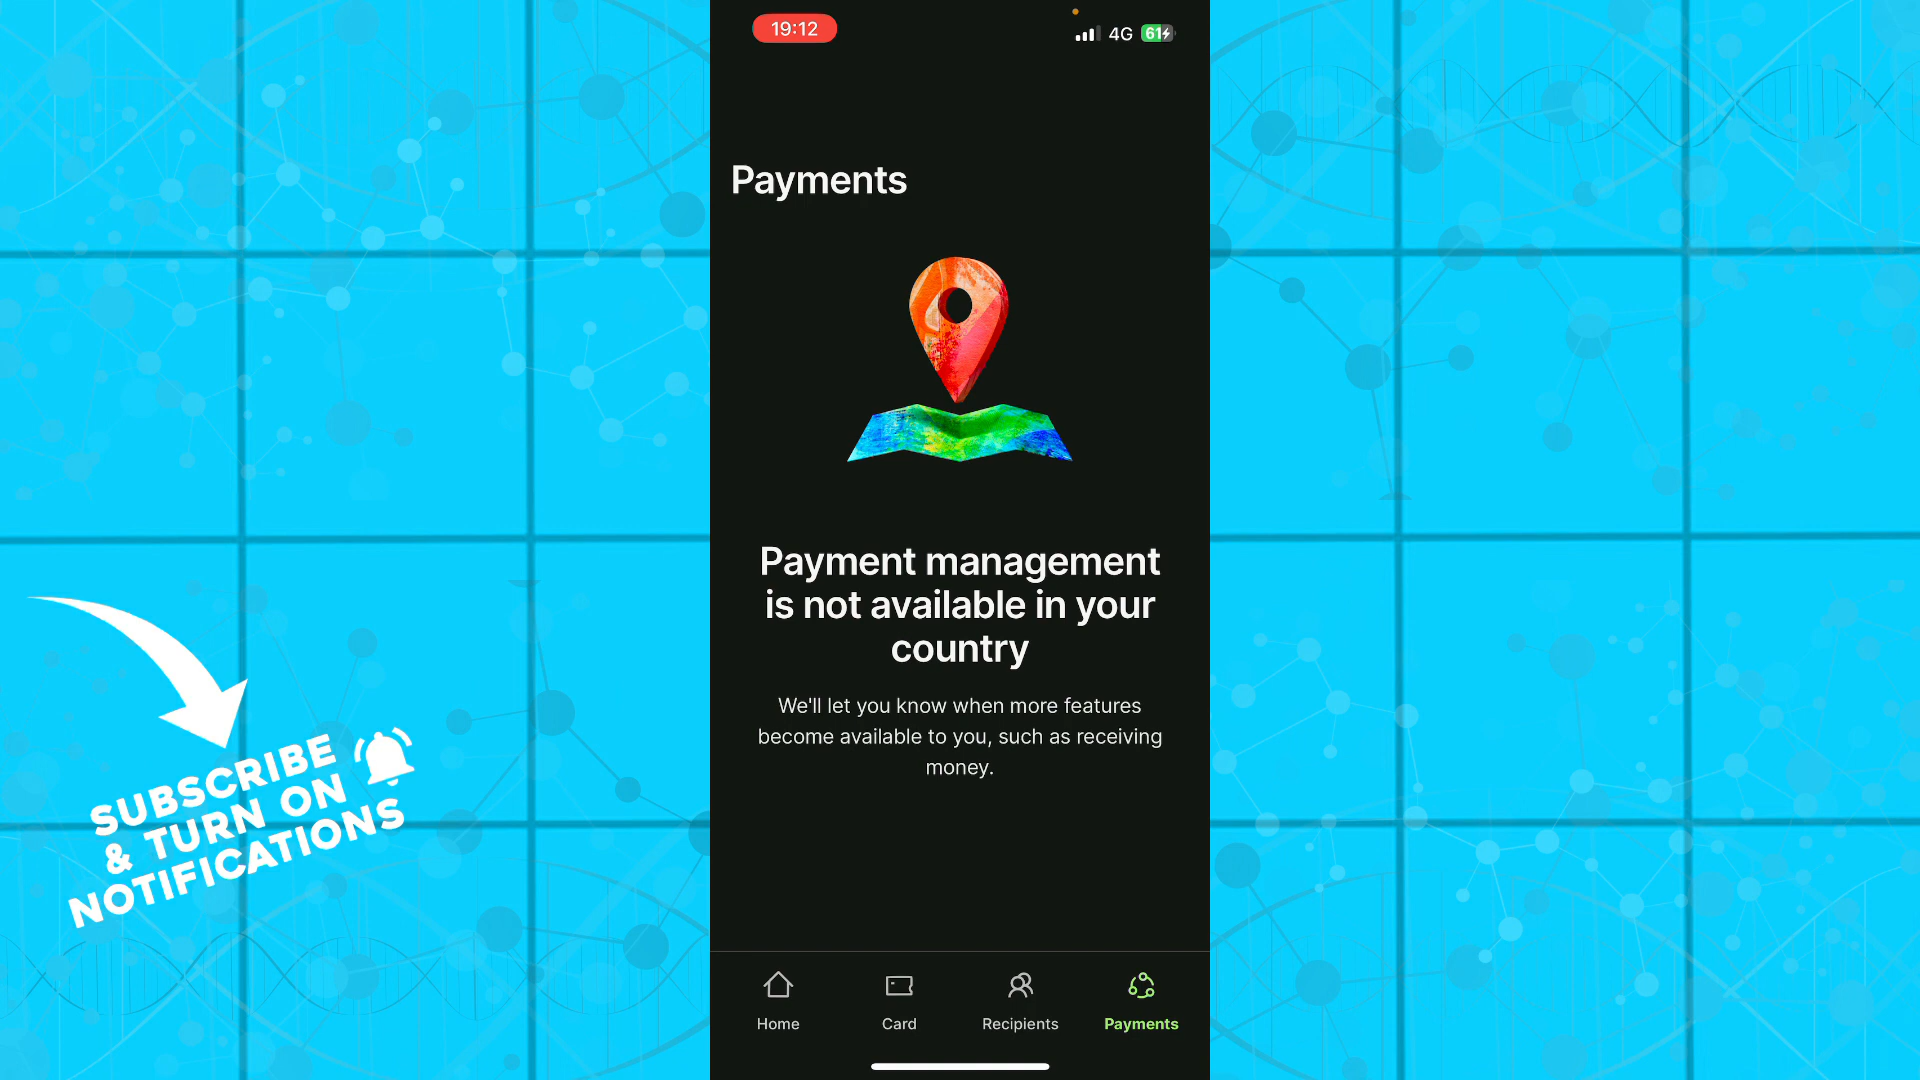 19:12
4G
61
Payments
Payment management
is not available in your
country
We'll let you know when more features
become available to you, such as receiving
money.
SUBSCRIBE
& TURN ON
NOTIFICATIONS
Home
Card
Recipients
Payments